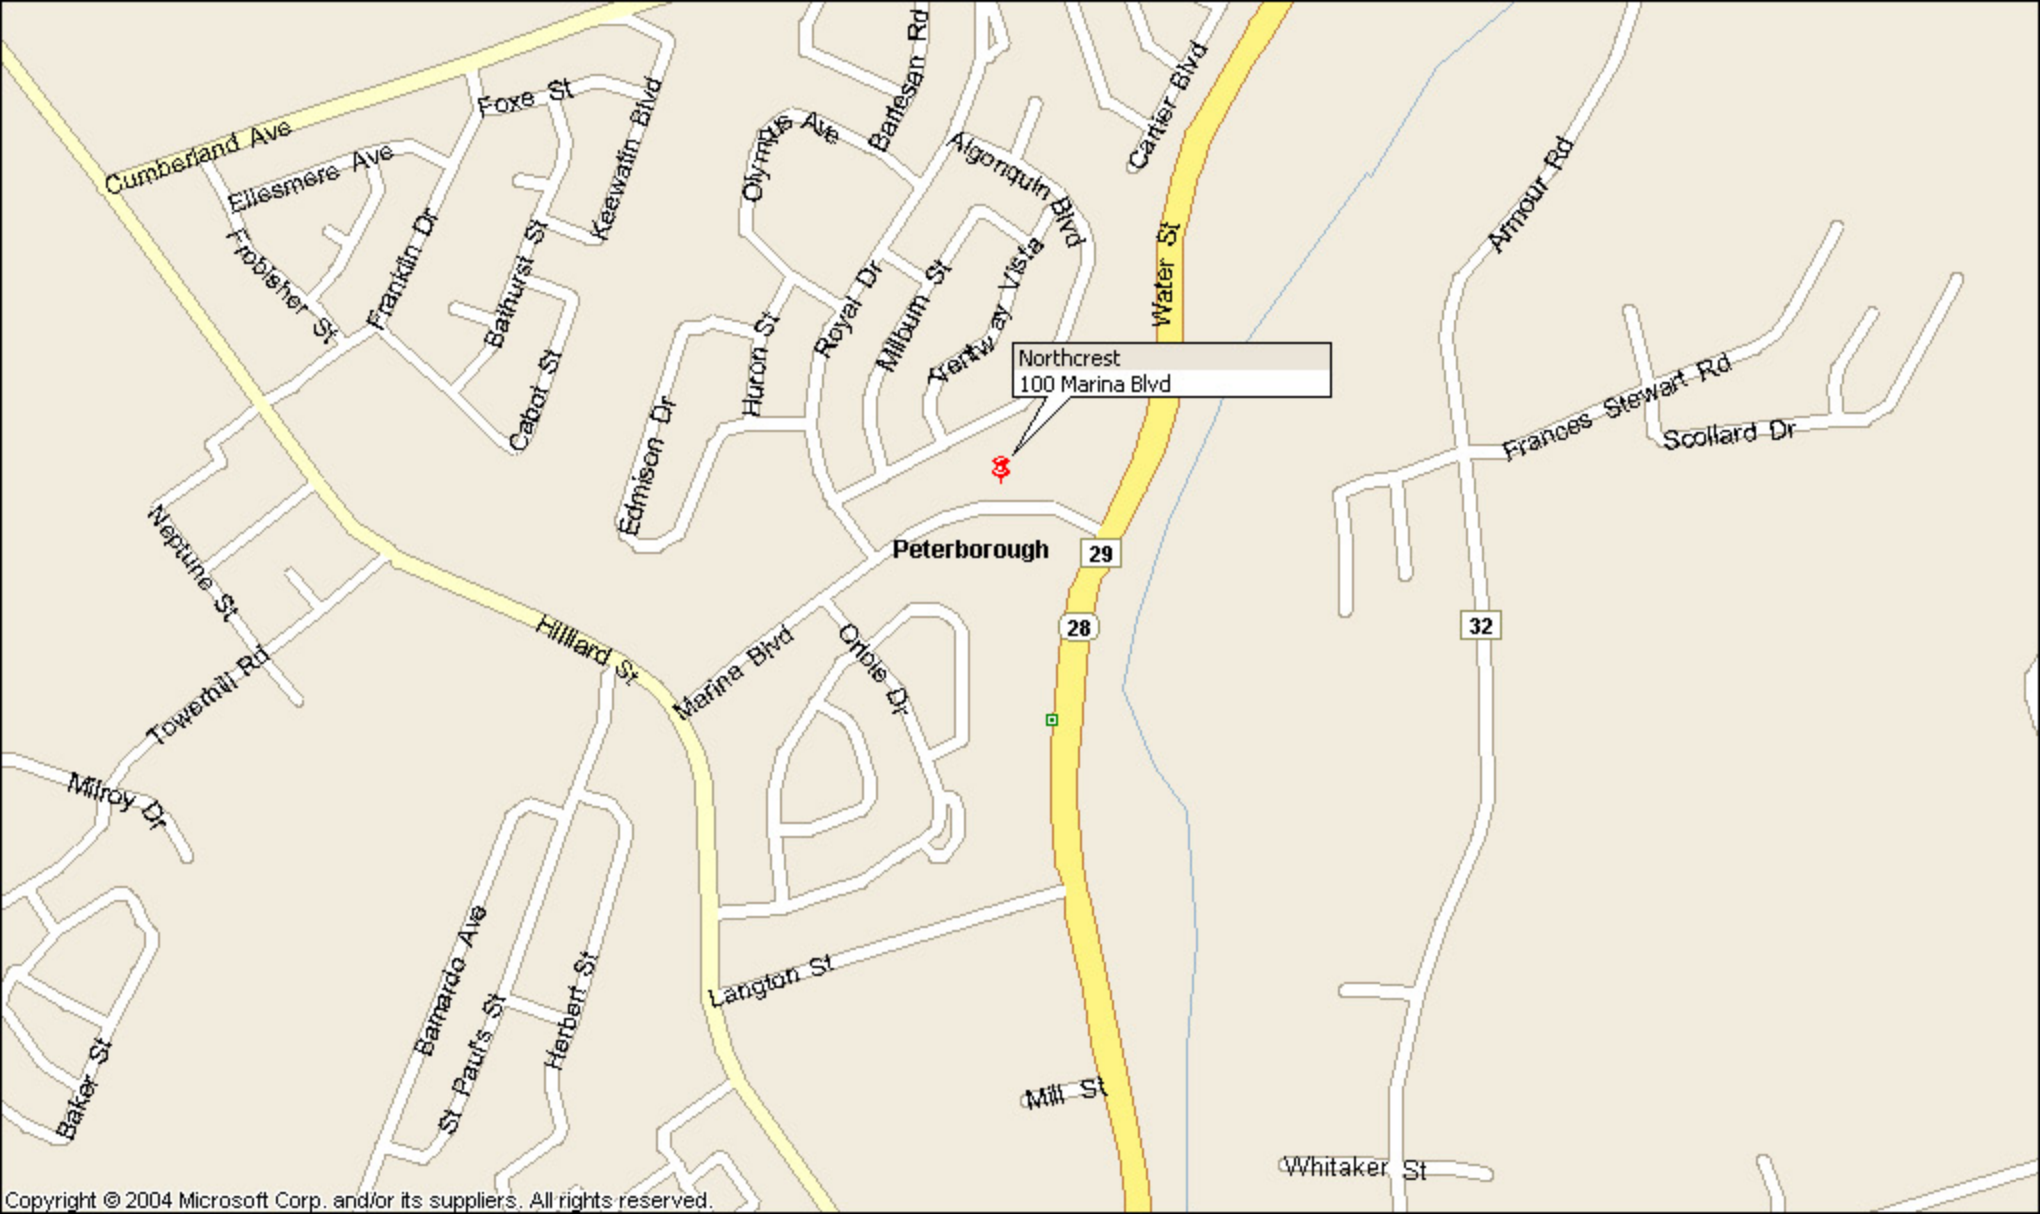 Bartesan Rd
Cartier Blvd
Foxe St
Keewatin Blvd
Cumberland Ave
Olympus Ave
Algonquin Blvd
Ellesmere Ave
Armour Rd
Frobisher St
Franklin Dr
Bathurst St
Water St
Royal Dr
Milburn St
Trentway Vista
Huron St
Northcrest
100 Marina Blvd
Cabot St
Edmison Dr
Frances Stewart Rd
Scollard Dr
Neptune St
Peterborough
29
28
32
Hilliard St
Marina Blvd
Oriole Dr
Towerhill Rd
Milroy Dr
Barnardo Ave
St Paul's St
Herbert St
Langton St
Baker St
Mill St
Whitaker St
Copyright © 2004 Microsoft Corp. and/or its suppliers. All rights reserved.